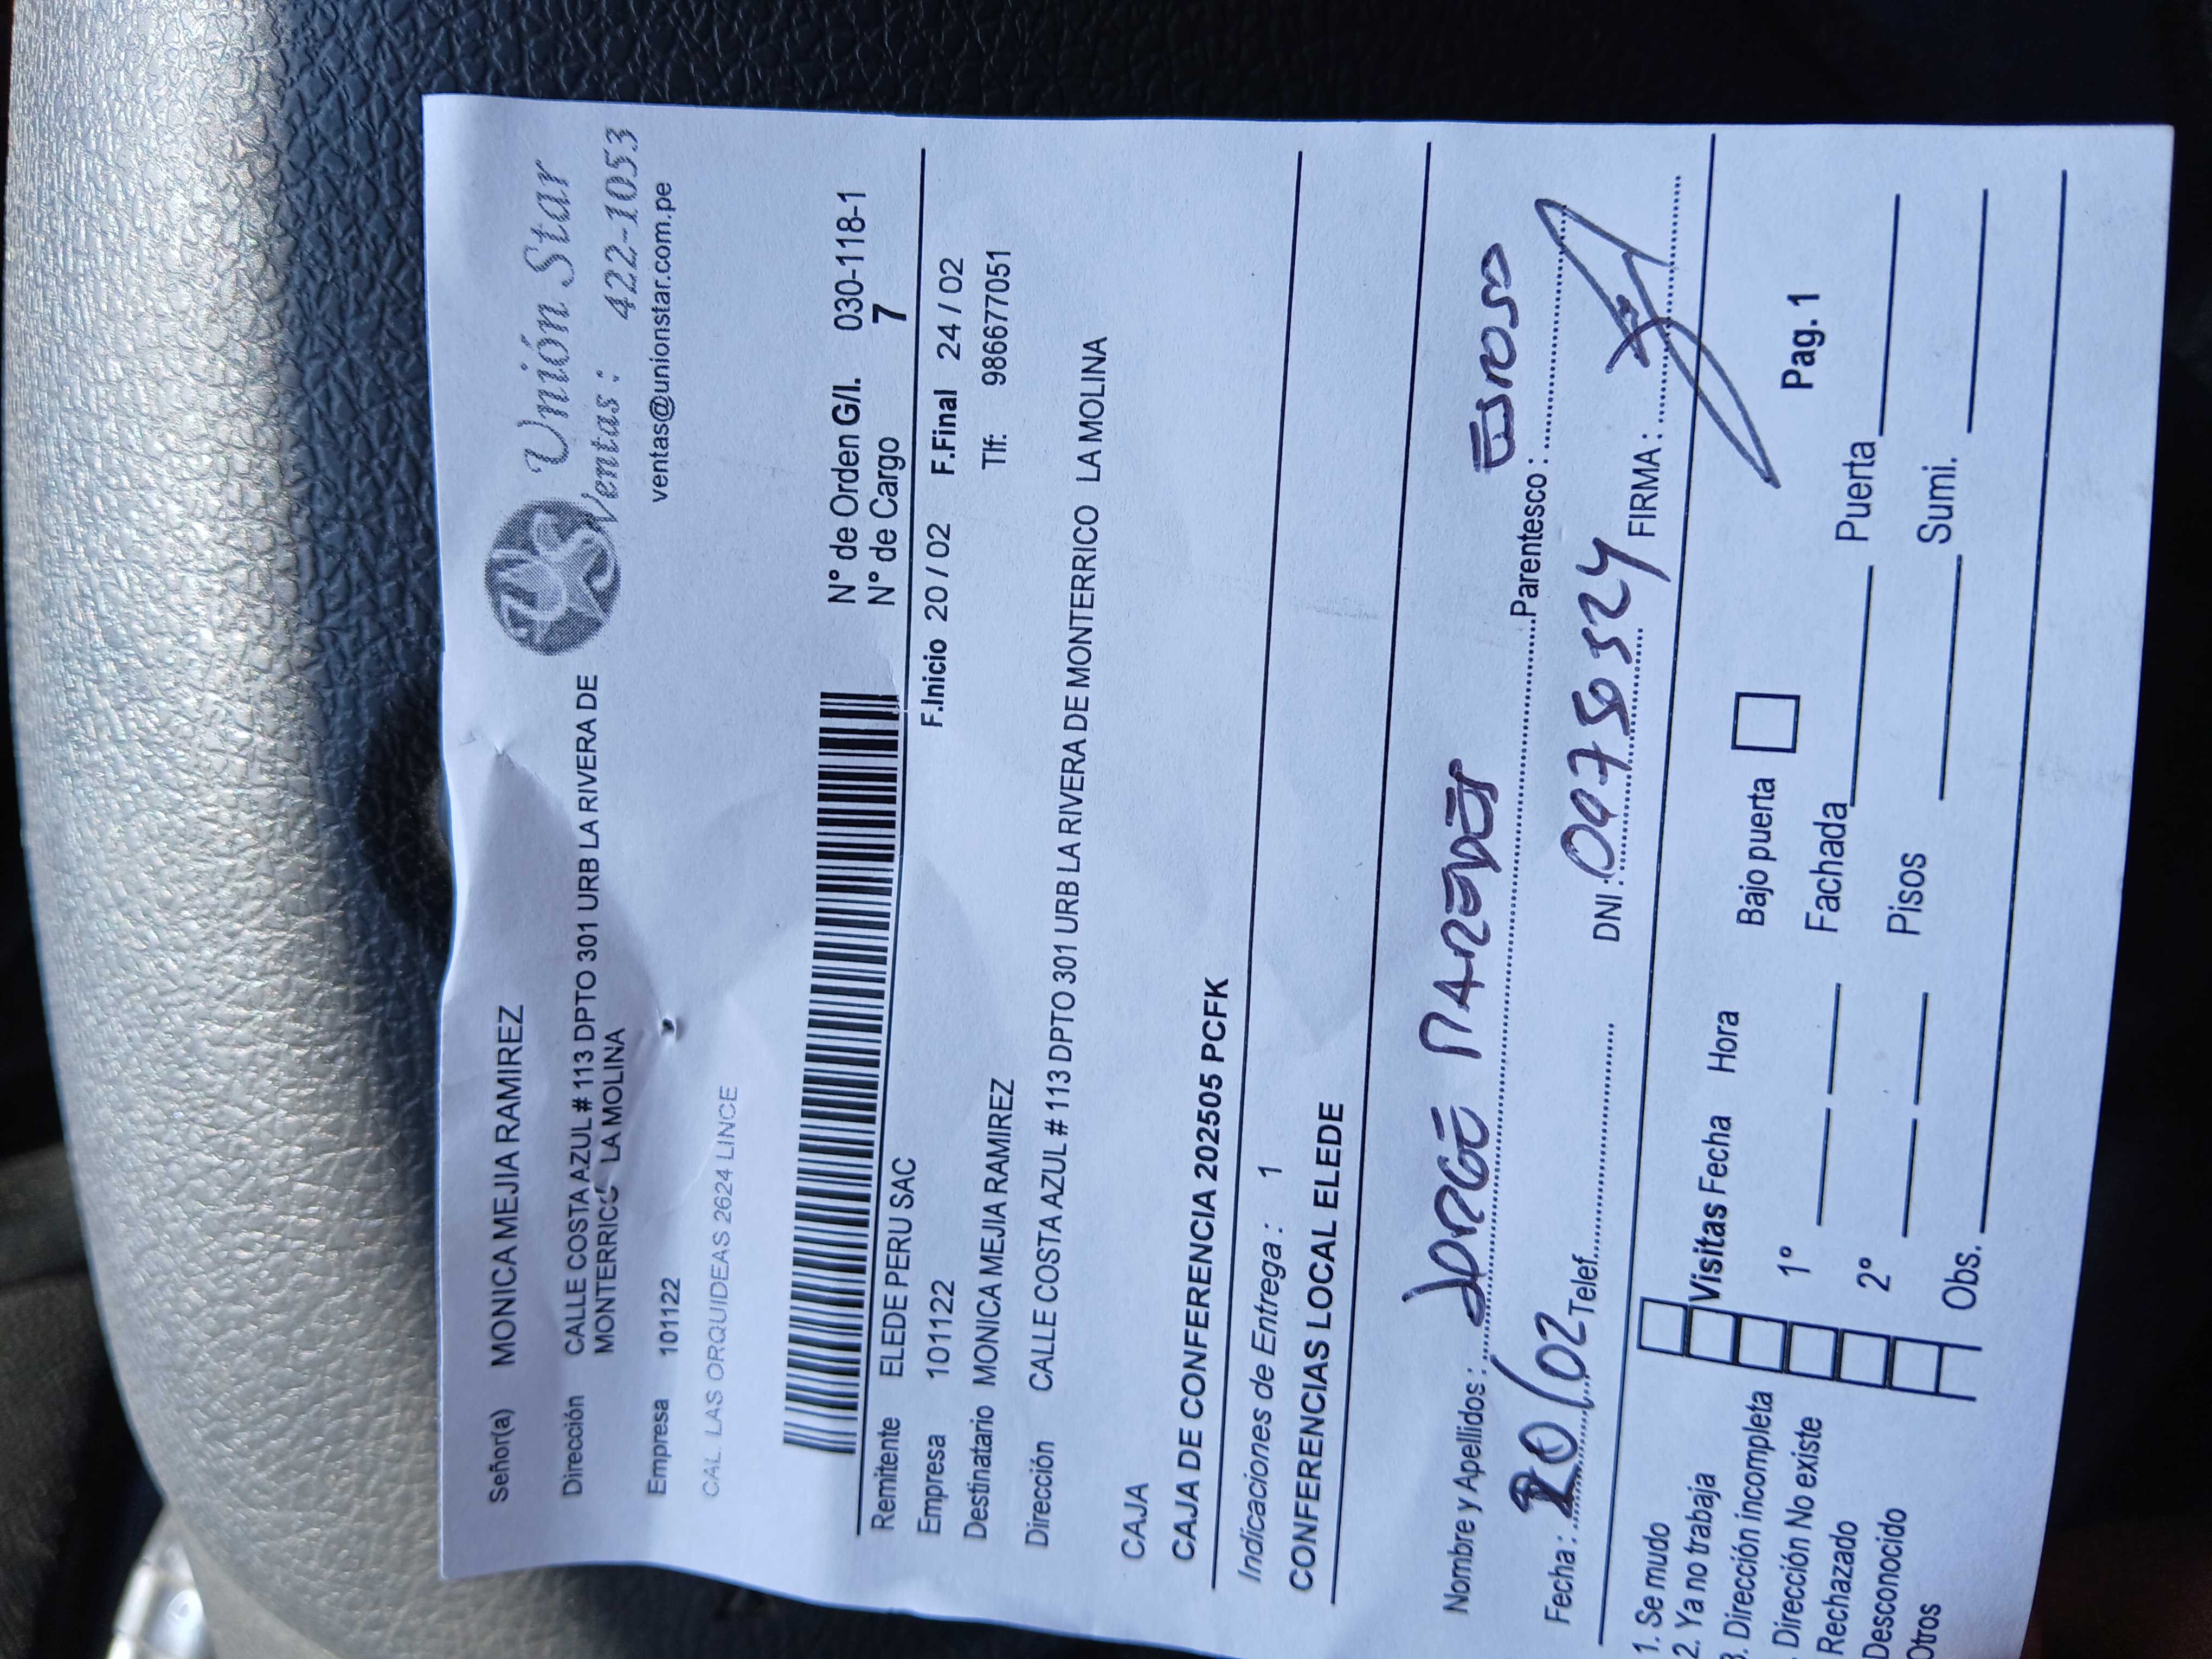 Señor(a) MONICA MEJIA RAMIREZ
Unión Star
Ventas: 422-1053
ventas@unionstar.com.pe
Dirección CALLE COSTA AZUL # 113 DPTO 301 URB LA RIVERA DE
MONTERRICO LA MOLINA
Empresa 101122
CAL. LAS ORQUIDEAS 2624 LINCE
N° de Orden G/I. 030-118-1
N° de Cargo 7
Remitente ELEDE PERU SAC
Empresa 101122 F.Inicio 20 / 02 F.Final 24 / 02
Destinatario MONICA MEJIA RAMIREZ Tlf: 986677051
Dirección CALLE COSTA AZUL # 113 DPTO 301 URB LA RIVERA DE MONTERRICO LA MOLINA
CAJA
CAJA DE CONFERENCIA 202505 PCFK
Indicaciones de Entrega : 1
CONFERENCIAS LOCAL ELEDE
Nombre y Apellidos : JORGE PAREDES Parentesco : ESPOSO
Fecha : 20/02 Telef. DNI : FIRMA :
1. Se mudo
2. Ya no trabaja
3. Dirección incompleta
Dirección No existe
Rechazado
Desconocido
Otros
Visitas Fecha Hora Bajo puerta Pag. 1
1° Fachada Puerta
2° Pisos Sumi.
Obs.